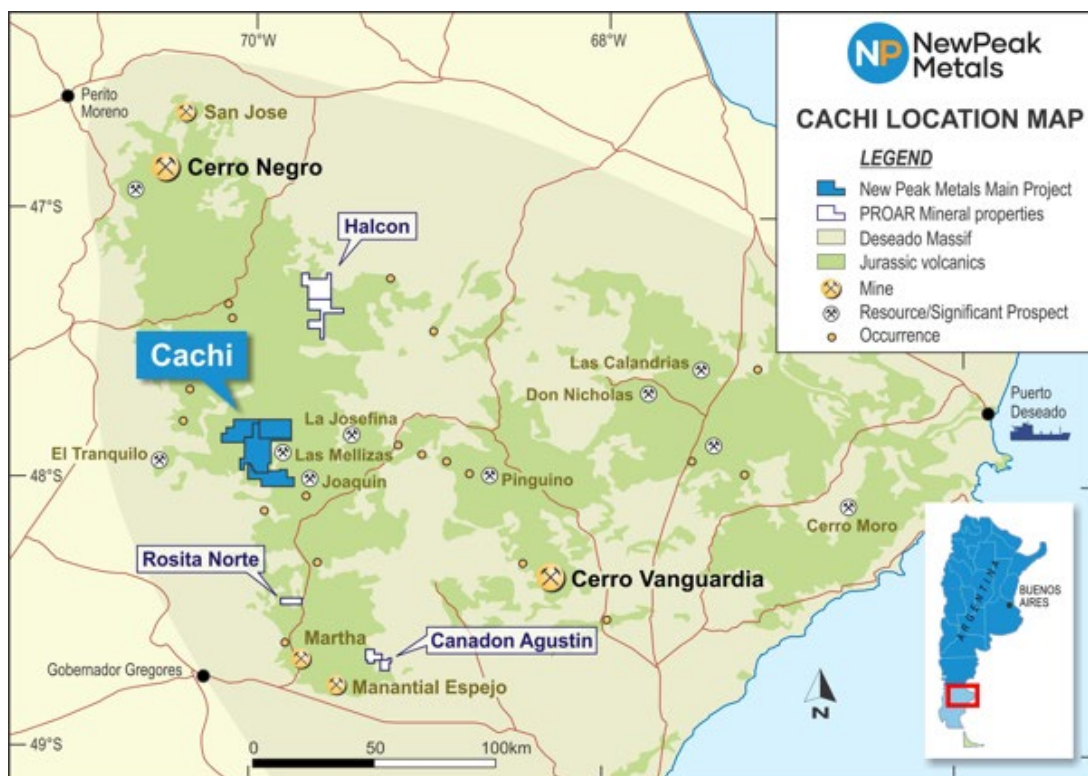 70°W
68°W
NP NewPeak
Metals
CACHI LOCATION MAP
LEGEND
New Peak Metals Main Project
PROAR Mineral properties
Deseado Massif
Jurassic volcanics
Mine
Resource/Significant Prospect
Occurrence
Perito
Moreno
San Jose
Cerro Negro
47°S
Halcon
Cachi
Las Calandrias
Don Nicholas
Puerto
Deseado
La Josefina
El Tranquilo
Las Mellizas
48°S
Joaquin
Pinguino
Cerro Moro
Rosita Norte
Cerro Vanguardia
Martha
Canadon Agustin
Gobernador Gregores
Manantial Espejo
N
49°S
0 50 100km
ARGENTINA
BUENOS
AIRES